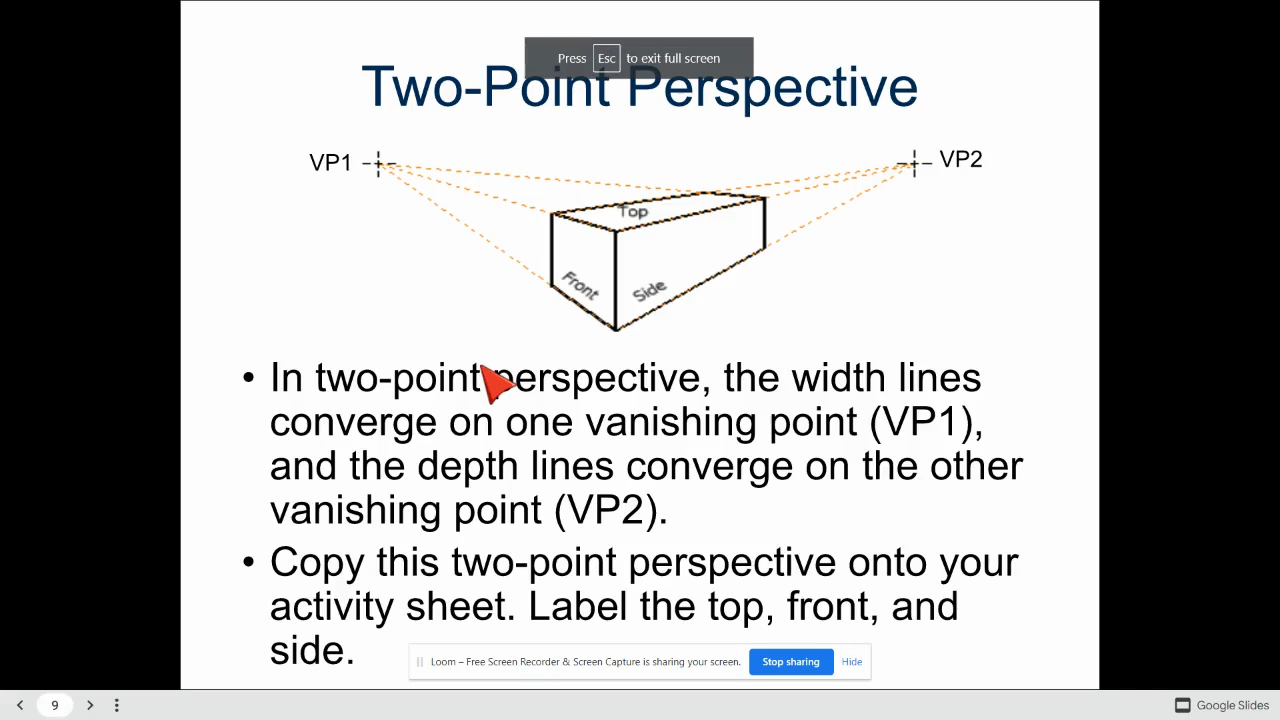 Press Esc to exit full screen
Two-Point Perspective
VP1
VP2
Top
Front
Side
• In two-point perspective, the width lines
converge on one vanishing point (VP1),
and the depth lines converge on the other
vanishing point (VP2).
• Copy this two-point perspective onto your
activity sheet. Label the top, front, and
side.
Loom – Free Screen Recorder & Screen Capture is sharing your screen. Stop sharing Hide
9 Google Slides